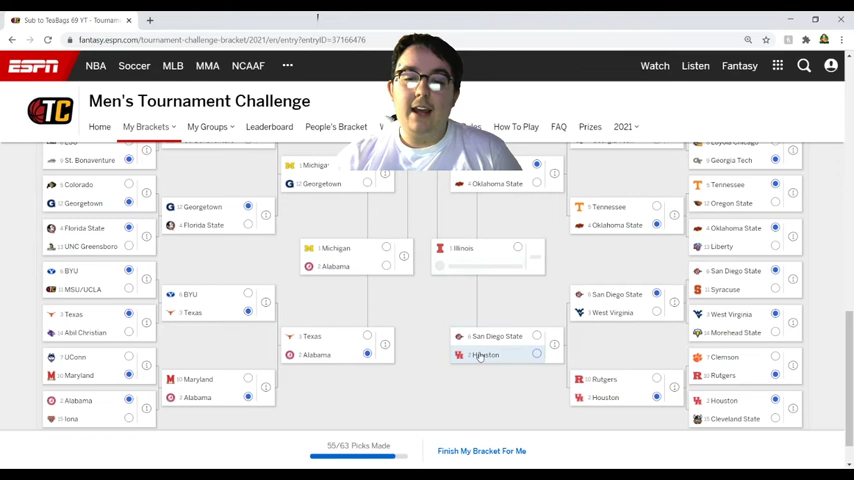 Sub to TeaBags 69 YT - Tournam
fantasy.espn.com/tournament-challenge-bracket/2021/en/entry?entryID=37166476
ESPN NBA Soccer MLB MMA NCAAF Watch Listen Fantasy
TC Men's Tournament Challenge
Home My Brackets My Groups Leaderboard People's Bracket How To Play FAQ Prizes 2021
9 St. Bonaventure
1 Michiga
12 Georgetown
4 Oklahoma State
9 Georgia Tech
5 Colorado
12 Georgetown
12 Georgetown
4 Florida State
5 Tennessee
4 Oklahoma State
5 Tennessee
12 Oregon State
4 Florida State
13 UNC Greensboro
4 Oklahoma State
13 Liberty
1 Michigan
2 Alabama
1 Illinois
6 BYU
11 MSU/UCLA
6 BYU
3 Texas
6 San Diego State
3 West Virginia
6 San Diego State
11 Syracuse
3 Texas
14 Abil Christian
3 West Virginia
14 Morehead State
3 Texas
2 Alabama
6 San Diego State
2 Houston
7 UConn
10 Maryland
10 Maryland
2 Alabama
10 Rutgers
2 Houston
7 Clemson
10 Rutgers
2 Alabama
15 Iona
2 Houston
15 Cleveland State
55/63 Picks Made
Finish My Bracket For Me